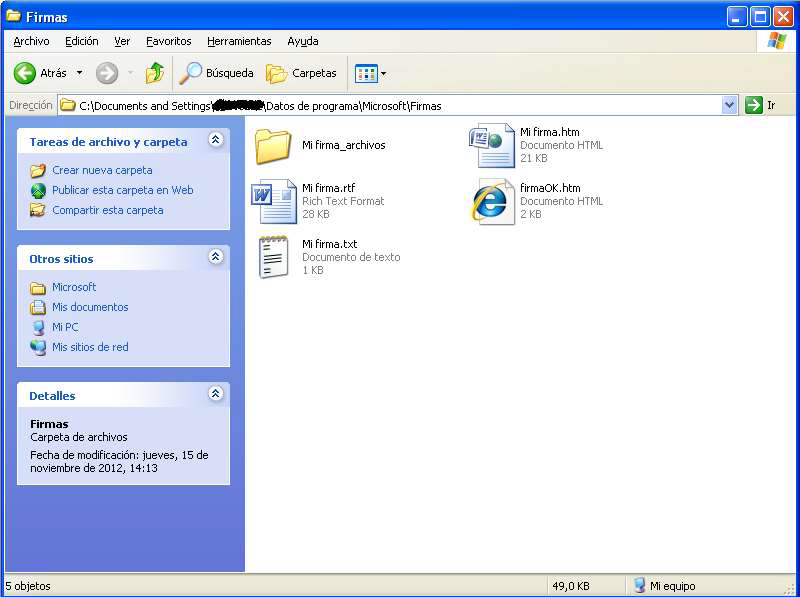 Firmas
Archivo Edición Ver Favoritos Herramientas Ayuda
Atrás Búsqueda Carpetas
Dirección C:\Documents and Settings\ \Datos de programa\Microsoft\Firmas Ir
Tareas de archivo y carpeta
Crear nueva carpeta
Publicar esta carpeta en Web
Compartir esta carpeta
Otros sitios
Microsoft
Mis documentos
Mi PC
Mis sitios de red
Detalles
Firmas
Carpeta de archivos
Fecha de modificación: jueves, 15 de
noviembre de 2012, 14:13
Mi firma_archivos
Mi firma.htm
Documento HTML
21 KB
Mi firma.rtf
Rich Text Format
28 KB
firmaOK.htm
Documento HTML
2 KB
Mi firma.txt
Documento de texto
1 KB
5 objetos 49,0 KB Mi equipo